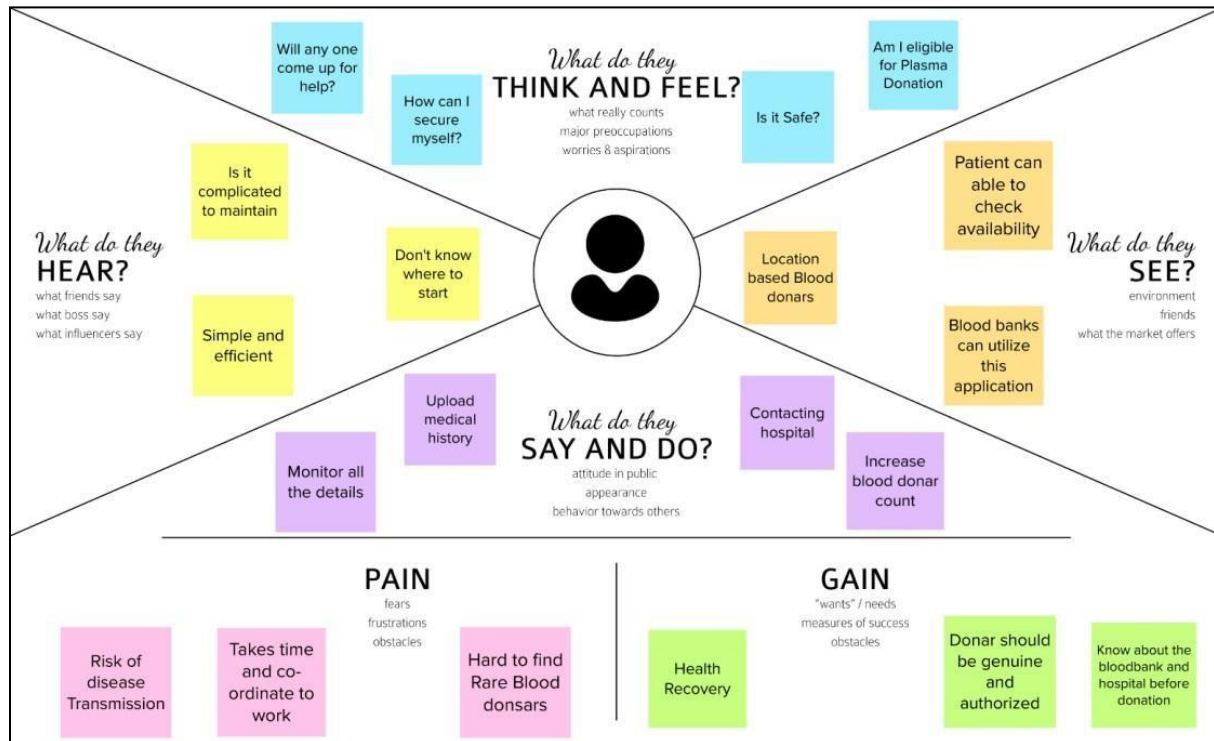 Will any one
come up for
help?
How can I
secure
myself?
What do they
THINK AND FEEL?
what really counts
major preoccupations
worries & aspirations
Is it Safe?
Am I eligible
for Plasma
Donation
What do they
HEAR?
what friends say
what boss say
what influencers say
Is it
complicated
to maintain
Don't know
where to
start
Simple and
efficient
Location
based Blood
donars
Patient can
able to
check
availability
Blood banks
can utilize
this
application
What do they
SEE?
environment
friends
what the market offers
Monitor all
the details
Upload
medical
history
What do they
SAY AND DO?
attitude in public
appearance
behavior towards others
Contacting
hospital
Increase
blood donar
count
PAIN
fears
frustrations
obstacles
Risk of
disease
Transmission
Takes time
and co-
ordinate to
work
Hard to find
Rare Blood
donsars
GAIN
"wants" / needs
measures of success
obstacles
Health
Recovery
Donar should
be genuine
and
authorized
Know about the
bloodbank and
hospital before
donation